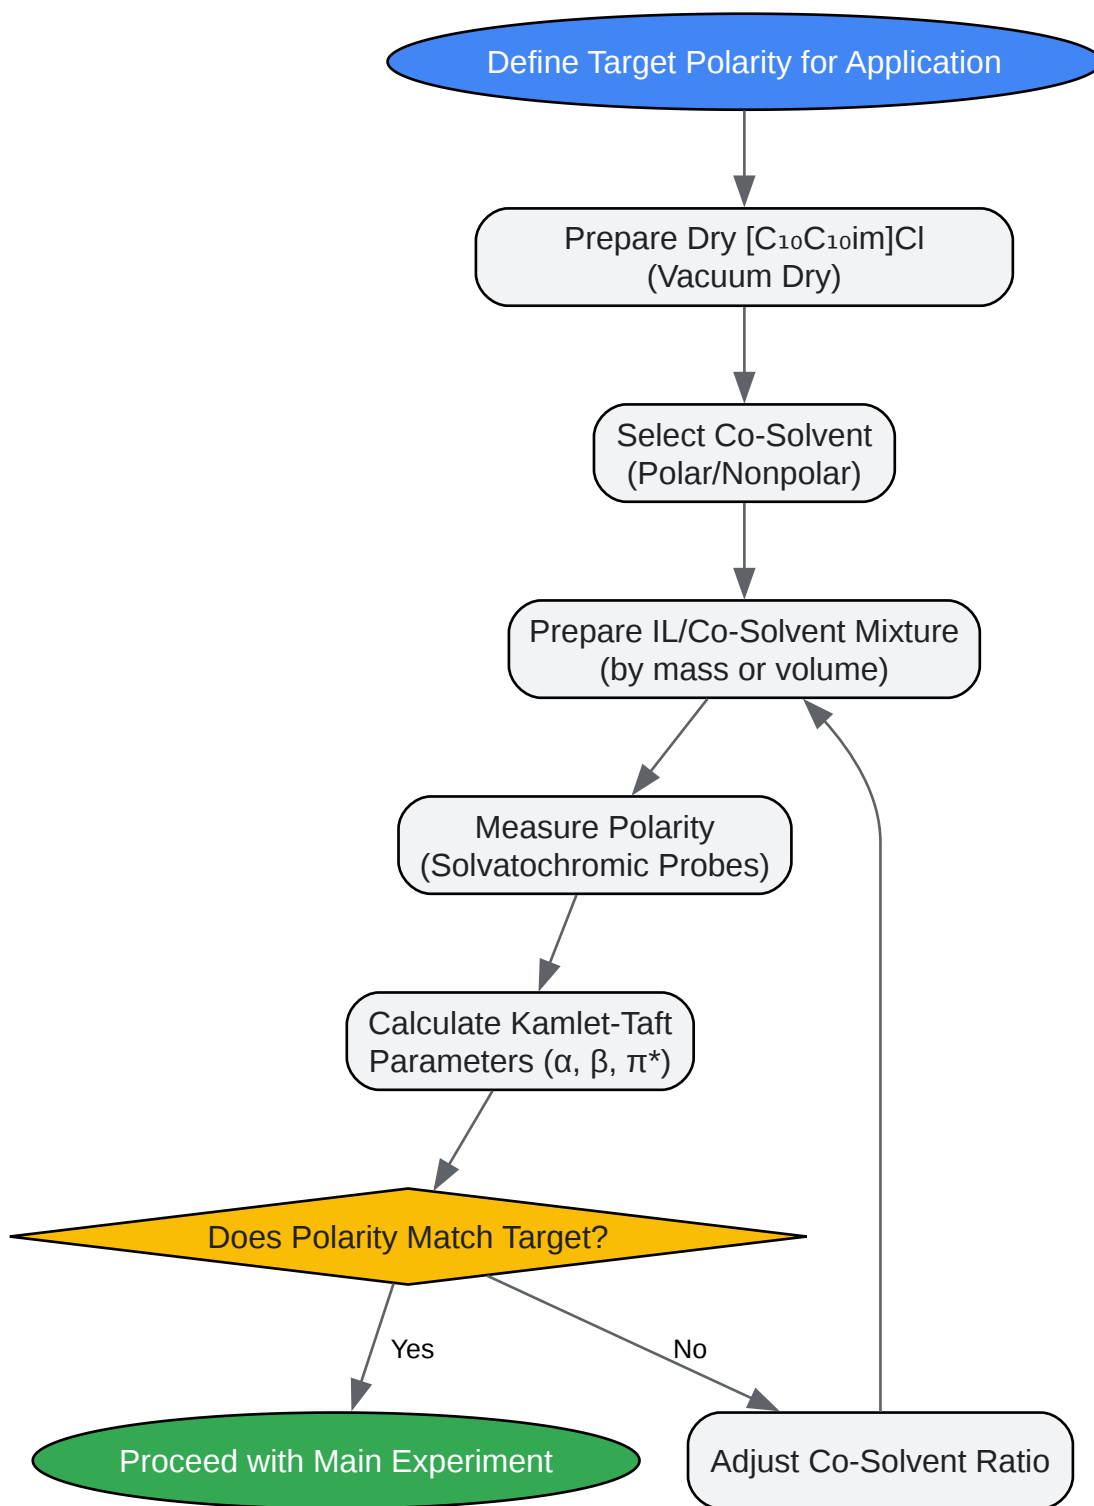 Define Target Polarity for Application
Prepare Dry [C₁₀C₁₀im]Cl
(Vacuum Dry)
Select Co-Solvent
(Polar/Nonpolar)
Prepare IL/Co-Solvent Mixture
(by mass or volume)
Measure Polarity
(Solvatochromic Probes)
Calculate Kamlet-Taft
Parameters (α, β, π*)
Does Polarity Match Target?
Yes
No
Proceed with Main Experiment
Adjust Co-Solvent Ratio